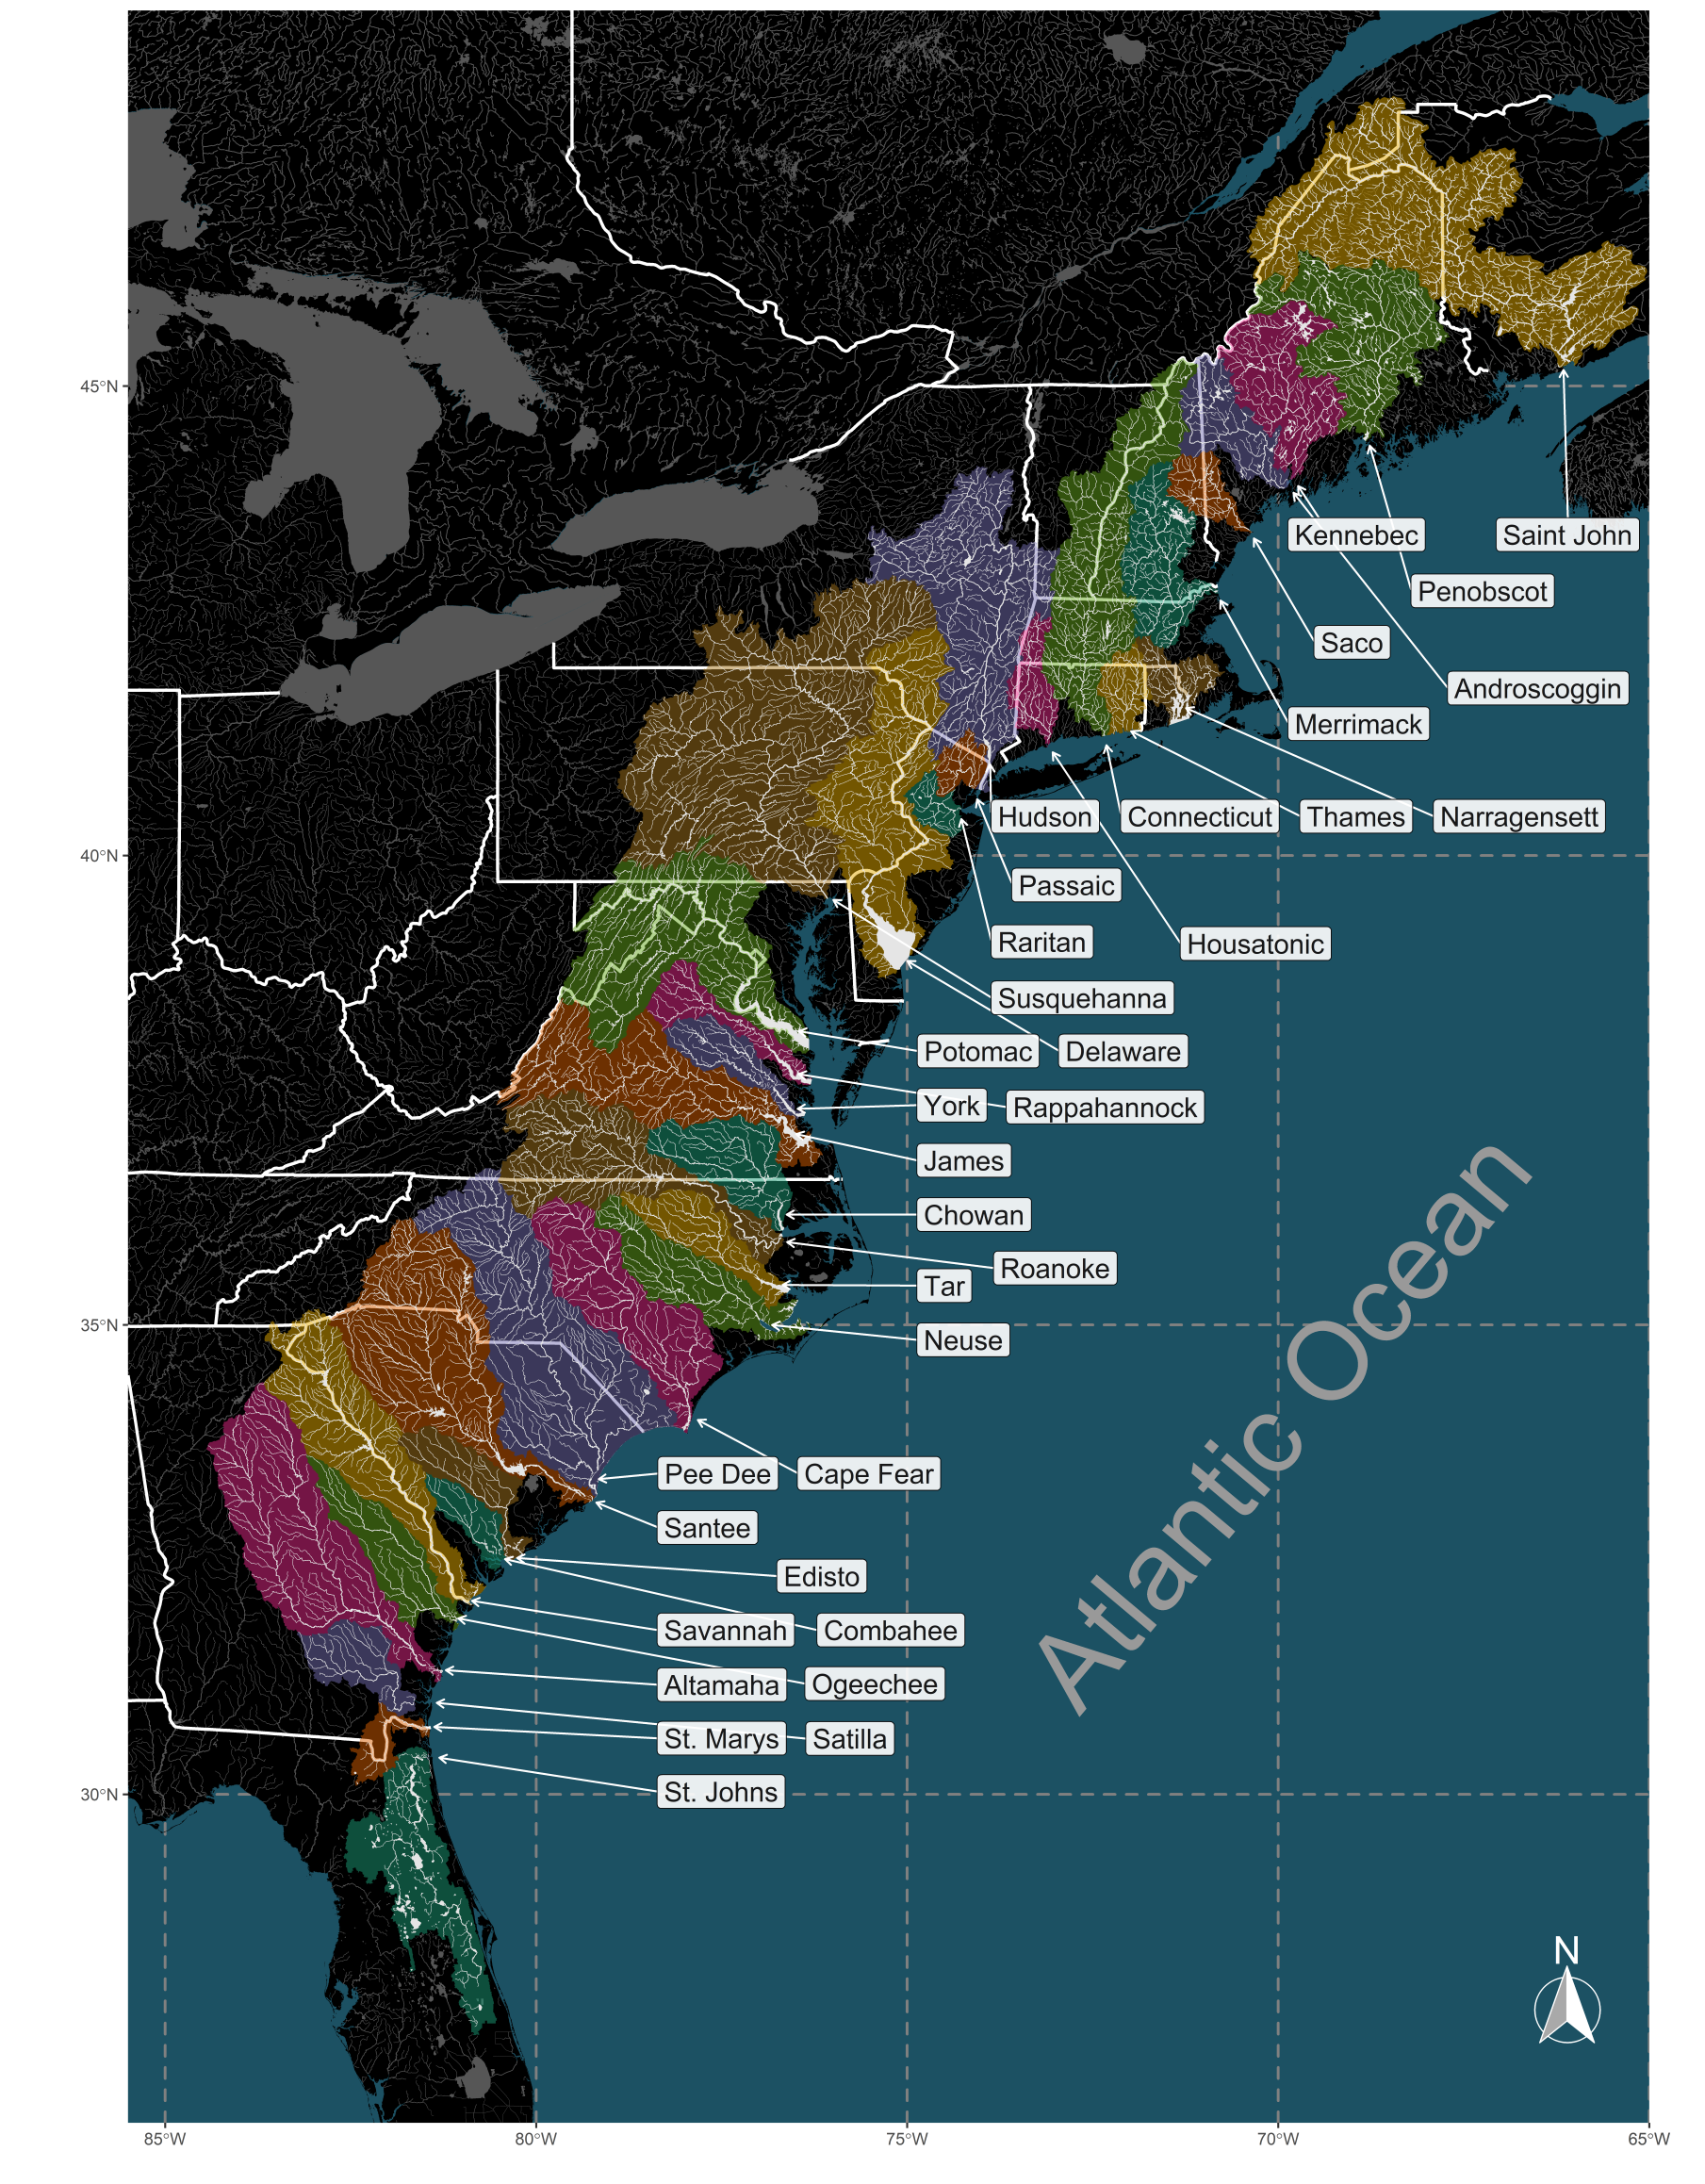 45°N
Kennebec
Saint John
Penobscot
Saco
Androscoggin
Merrimack
Hudson
Connecticut
Thames
Narragensett
40°N
Passaic
Raritan
Housatonic
Susquehanna
Potomac
Delaware
York
Rappahannock
James
Chowan
Roanoke
Tar
35°N
Neuse
Atlantic Ocean
Pee Dee
Cape Fear
Santee
Edisto
Savannah
Combahee
Altamaha
Ogeechee
St. Marys
Satilla
30°N
St. Johns
N
85°W
80°W
75°W
70°W
65°W